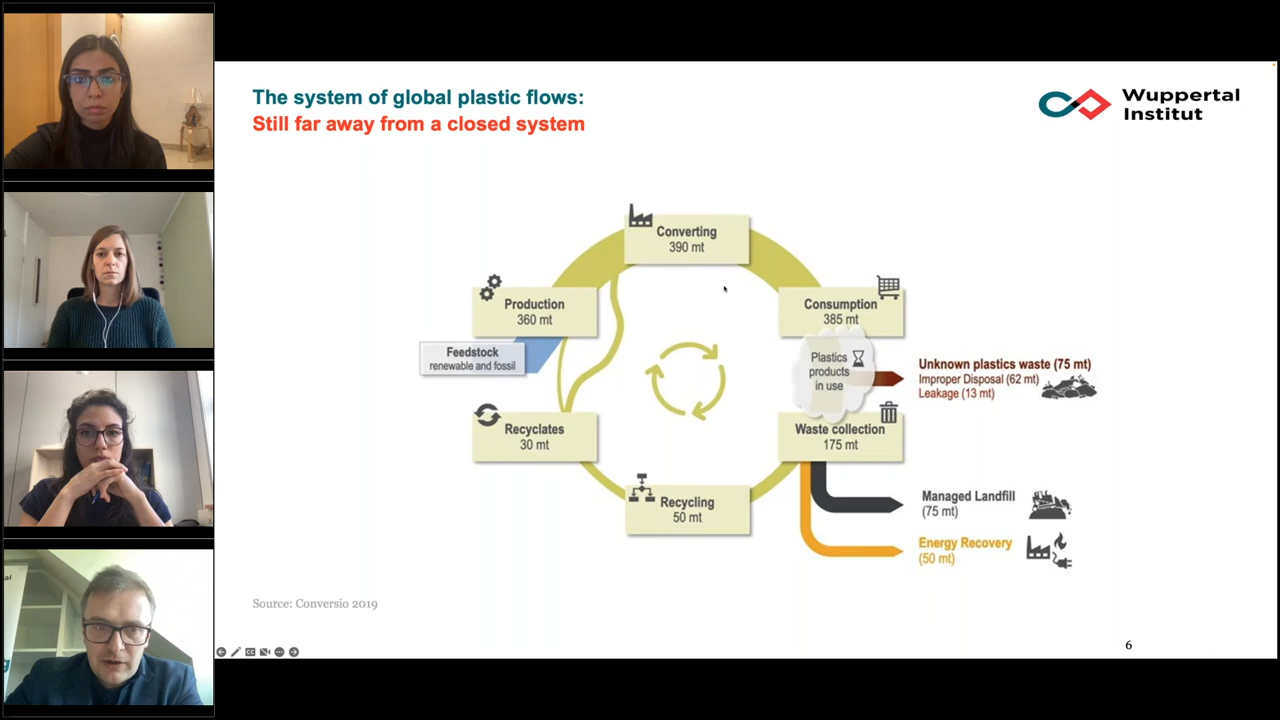 The system of global plastic flows:
Still far away from a closed system
Wuppertal
Institut
Converting
390 mt
Production
360 mt
Consumption
385 mt
Feedstock
renewable and fossil
Plastics
products
in use
Unknown plastics waste (75 mt)
Improper Disposal (62 mt)
Leakage (13 mt)
Recyclates
30 mt
Waste collection
175 mt
Recycling
50 mt
Managed Landfill
(75 mt)
Energy Recovery
(50 mt)
Source: Conversio 2019
6